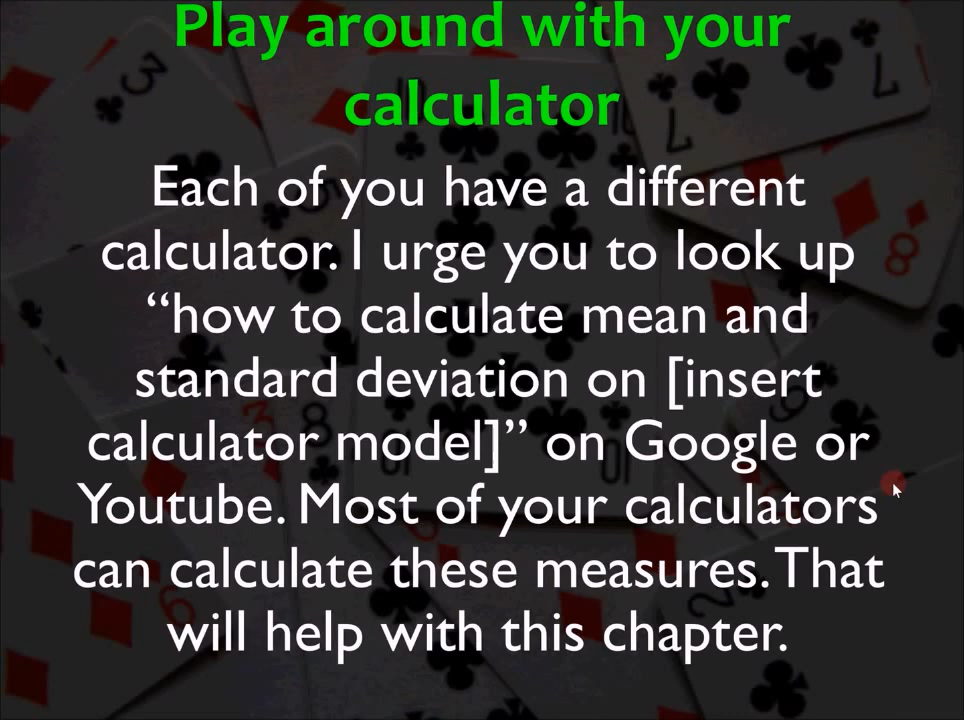 Play around with your
calculator
Each of you have a different
calculator. I urge you to look up
“how to calculate mean and
standard deviation on [insert
calculator model]” on Google or
Youtube. Most of your calculators
can calculate these measures. That
will help with this chapter.